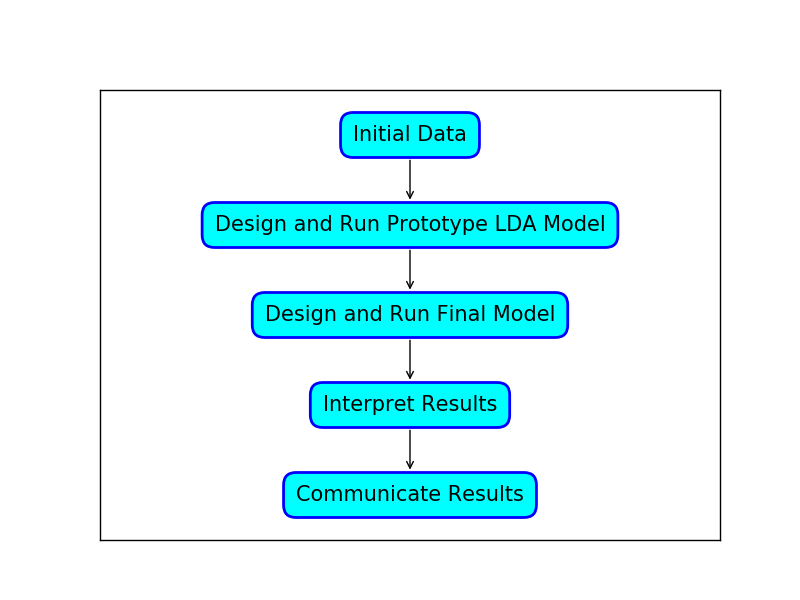 Initial Data
Design and Run Prototype LDA Model
Design and Run Final Model
Interpret Results
Communicate Results